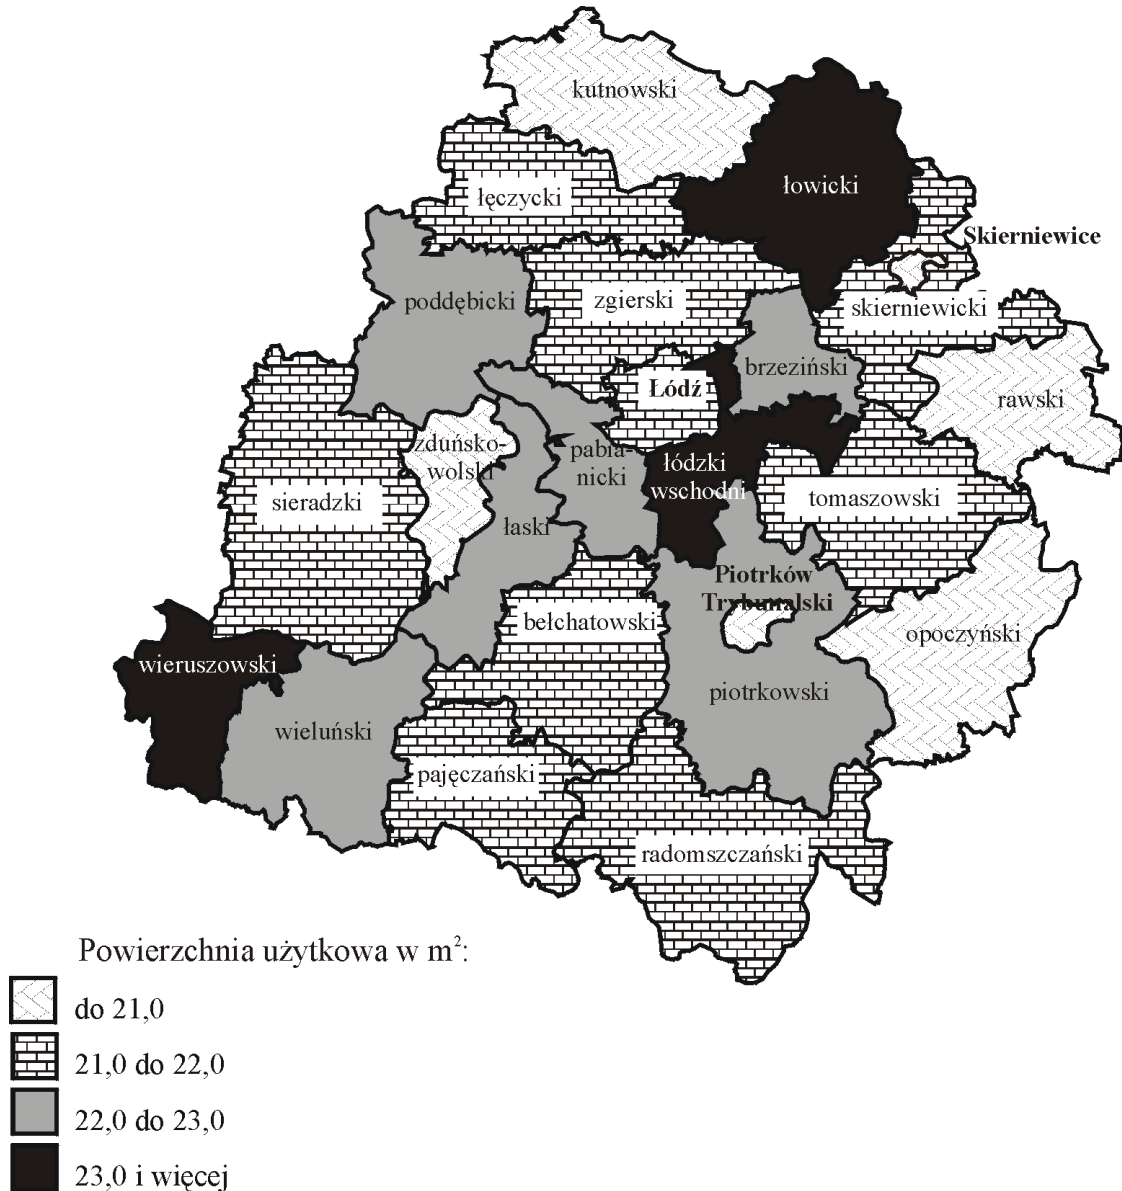 kutnowski
łęczycki
łowicki
Skierniewice
poddębicki
zgierski
skierniewicki
brzeziński
Łódź
rawski
zduńsko-
wolski
pabia-
nicki
łódzki
wschodni
sieradzki
łaski
tomaszowski
Piotrków
Trybunalski
bełchatowski
opoczyński
wieruszowski
piotrkowski
wieluński
pajęczański
radomszczański
Powierzchnia użytkowa w m²:
do 21,0
21,0 do 22,0
22,0 do 23,0
23,0 i więcej